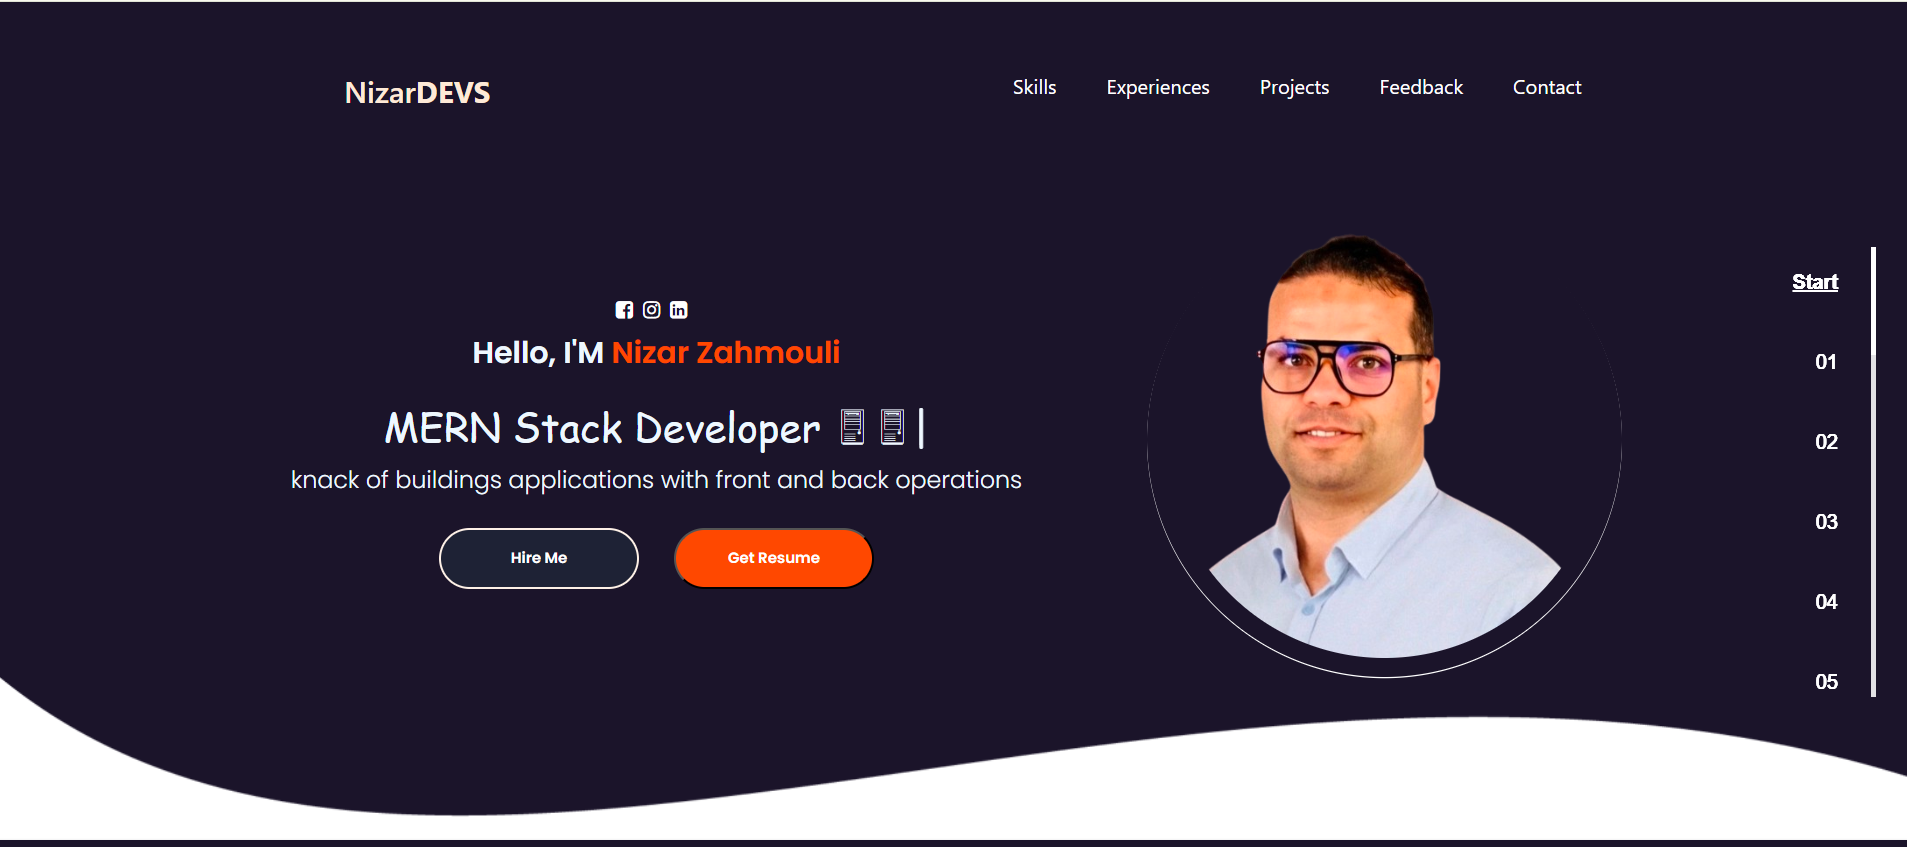 NizarDEVS
Skills Experiences Projects Feedback Contact
Hello, I'M Nizar Zahmouli
MERN Stack Developer |
knack of buildings applications with front and back operations
Hire Me
Get Resume
Start
01
02
03
04
05